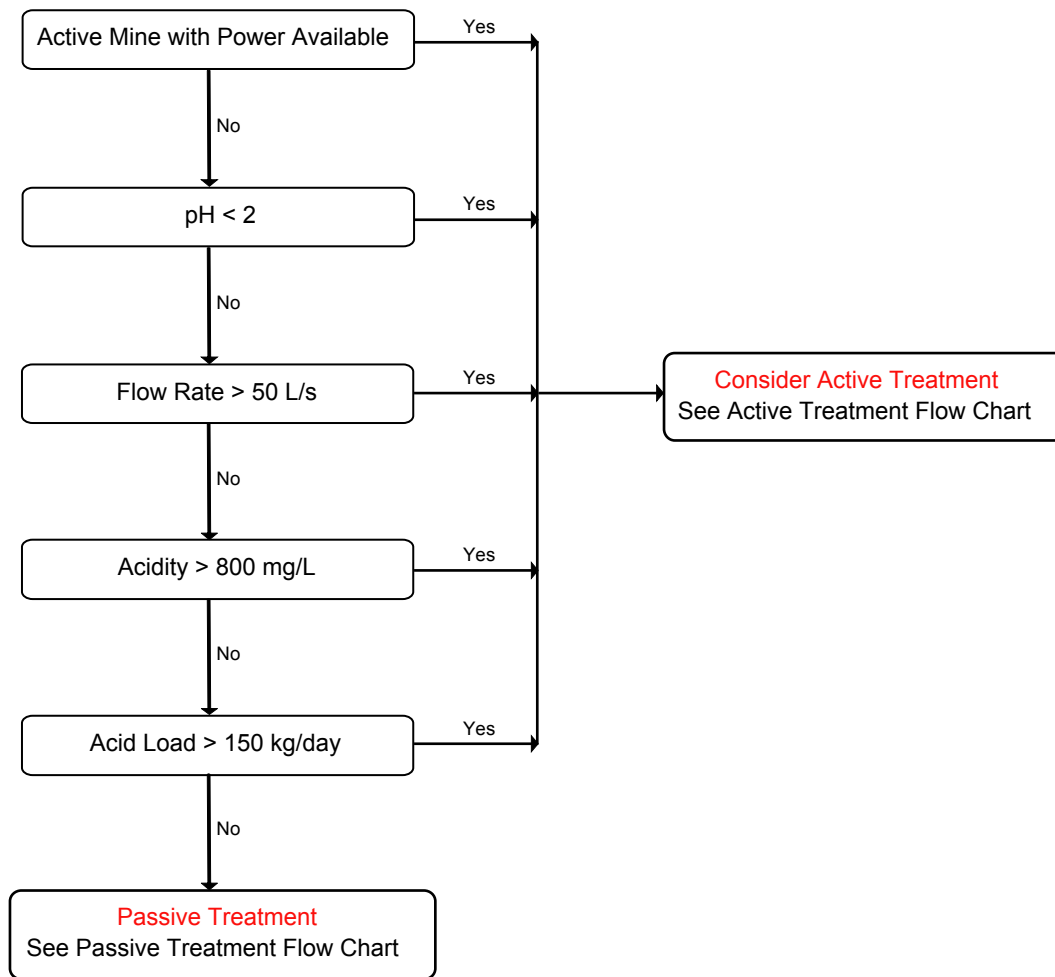 Active Mine with Power Available
Yes
No
pH < 2
Yes
No
Flow Rate > 50 L/s
Yes
Consider Active Treatment
See Active Treatment Flow Chart
No
Acidity > 800 mg/L
Yes
No
Acid Load > 150 kg/day
Yes
No
Passive Treatment
See Passive Treatment Flow Chart